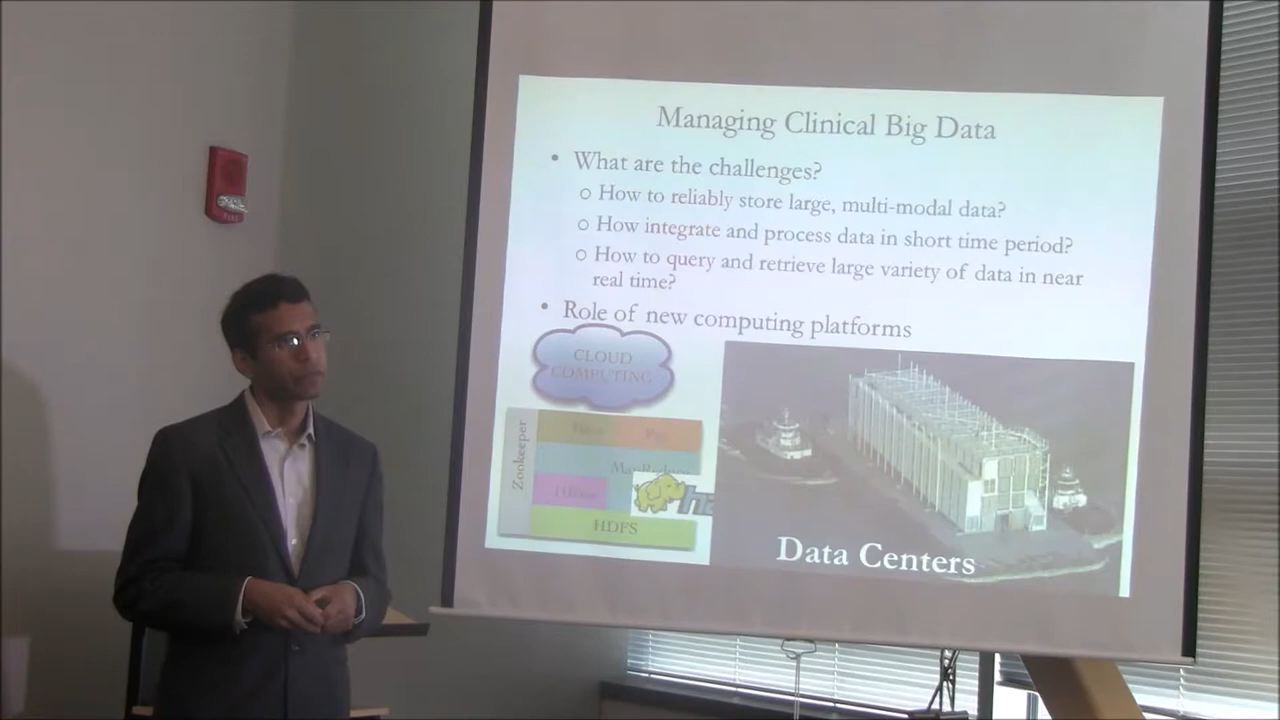 Managing Clinical Big Data
• What are the challenges?
o How to reliably store large, multi-modal data?
o How integrate and process data in short time period?
o How to query and retrieve large variety of data in near
real time?
• Role of new computing platforms
CLOUD
COMPUTING
Zookeeper
Pig
MapReduce
HBase
HDFS
Data Centers
FIRE